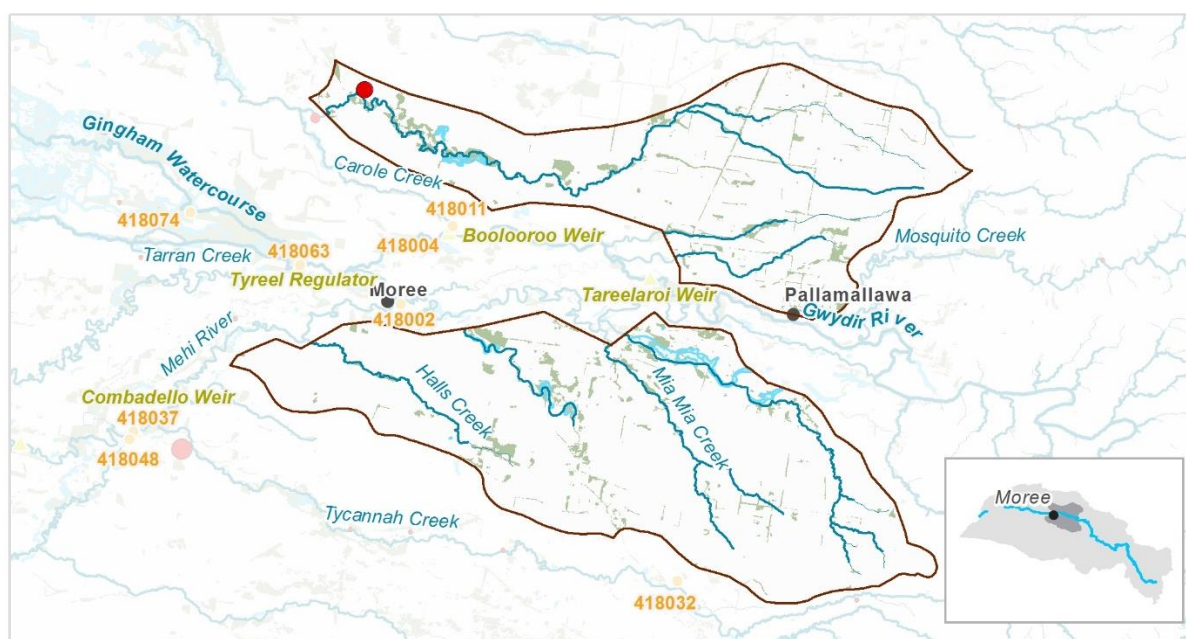 Gingham Watercourse
Carole Creek
418074
418011
418004
Boolooroo Weir
Mosquito Creek
Tarran Creek
418063
Tyreel Regulator
Moree
418002
Tareelaroi Weir
Pallamallawa
Gwydir River
Mehi River
Halls Creek
Mia Mia Creek
Combadello Weir
418037
418048
Tycannah Creek
418032
Moree